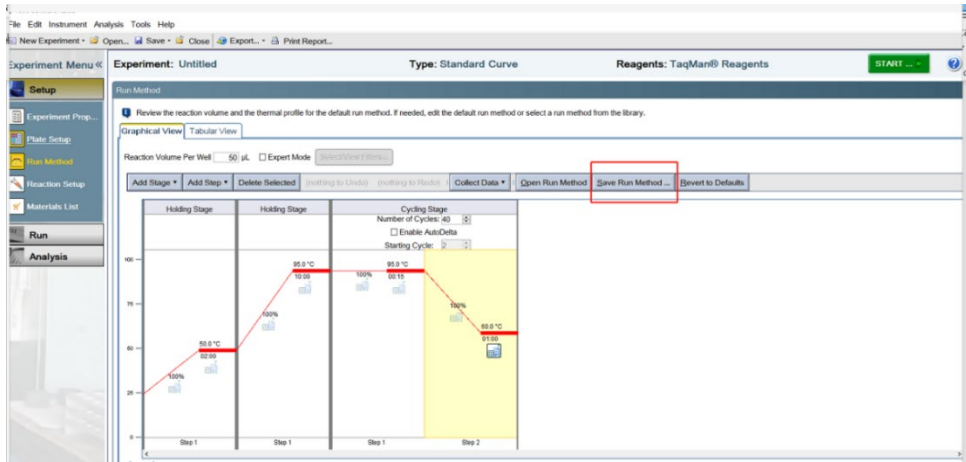 File Edit Instrument Analysis Tools Help
New Experiment Open... Save Close Export... Print Report...
Experiment Menu « Experiment: Untitled Type: Standard Curve Reagents: TaqMan® Reagents START ...
Setup
Run Method
Experiment Prop...
Review the reaction volume and the thermal profile for the default run method. If needed, edit the default run method or select a run method from the library.
Plate Setup
Graphical View Tabular View
Run Method
Reaction Volume Per Well 50 µL Expert Mode Select/View Filters...
Reaction Setup
Add Stage Add Step Delete Selected (nothing to Undo) (nothing to Redo) Collect Data Open Run Method Save Run Method ... Revert to Defaults
Materials List
Run
Analysis
Holding Stage Holding Stage Cycling Stage
Number of Cycles: 40
Enable AutoDelta
Starting Cycle: 2
100
95.0 °C 95.0 °C
10:00 100% 00:15
75
100% 100%
60.0 °C
01:00
50
50.0 °C
02:00
100%
25
0
Step 1 Step 1 Step 1 Step 2